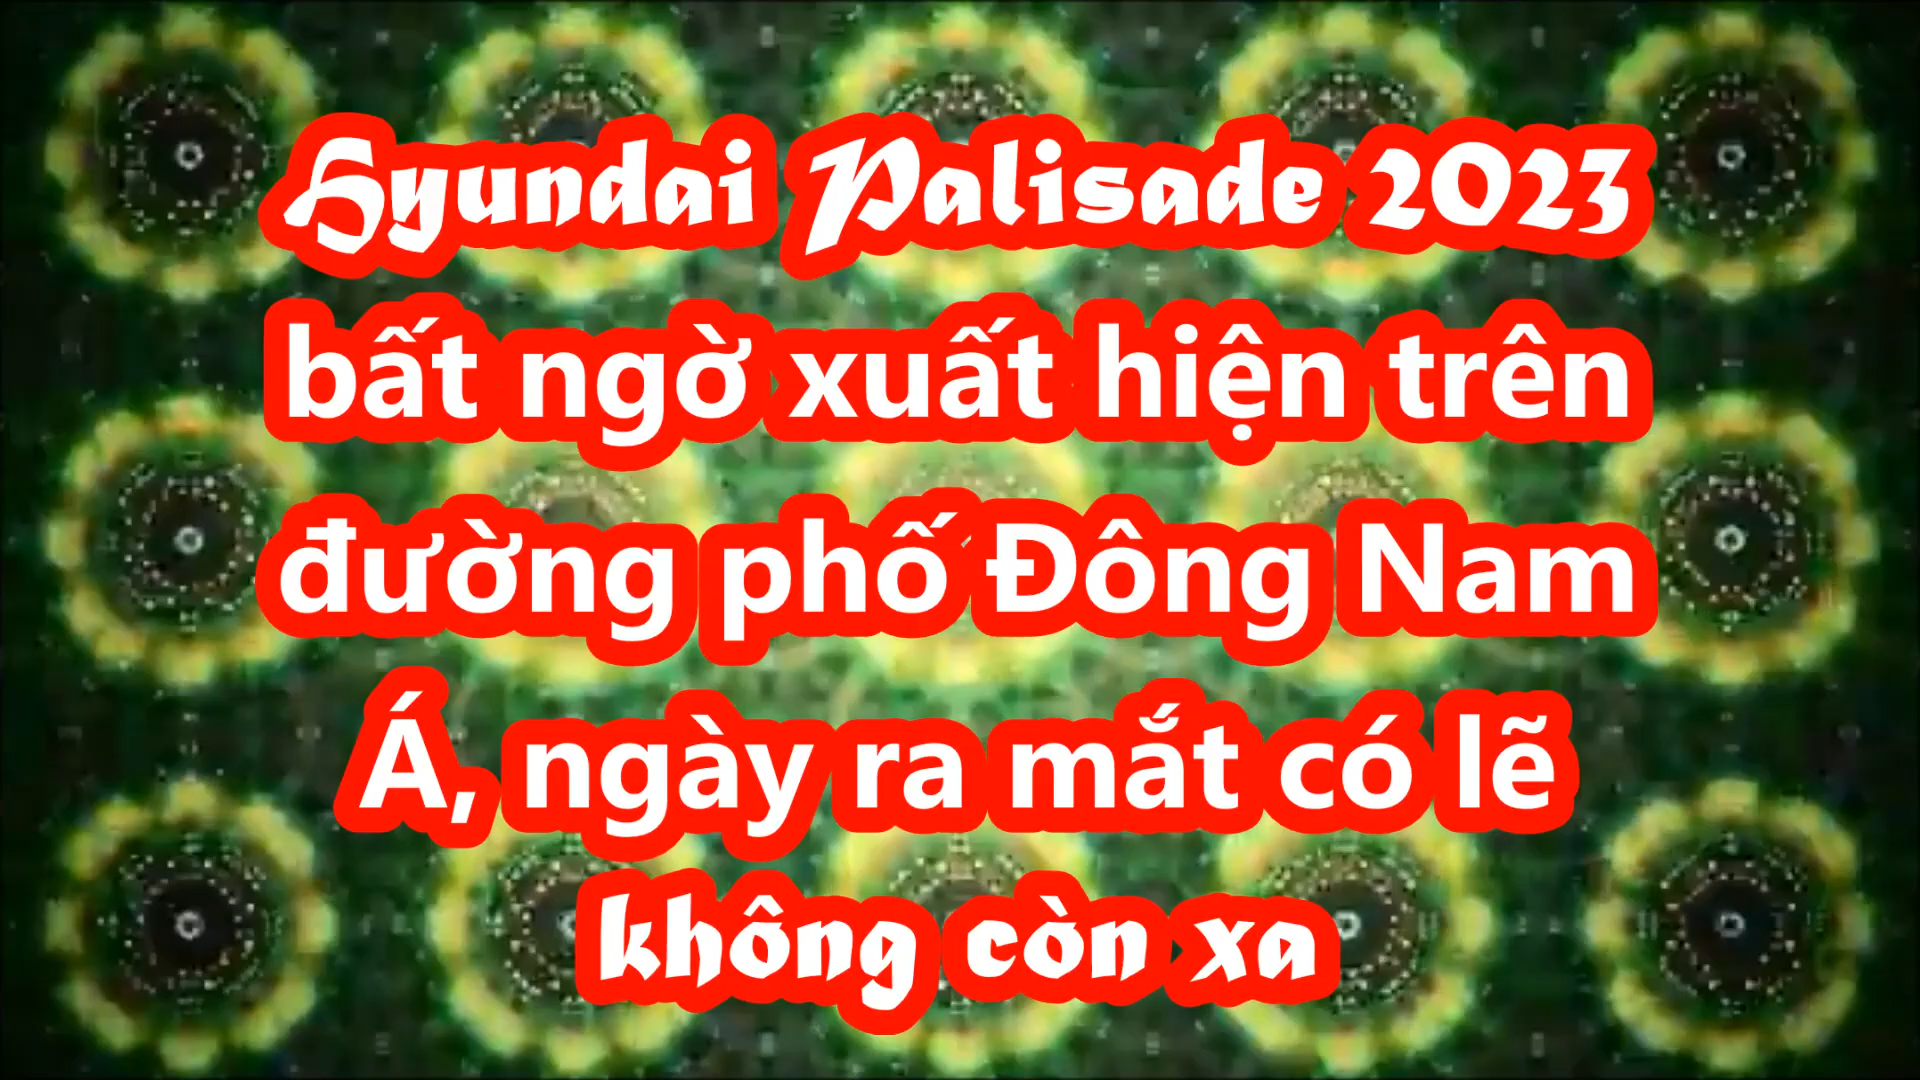 Hyundai Palisade 2023
bất ngờ xuất hiện trên
đường phố Đông Nam
Á, ngày ra mắt có lẽ
không còn xa